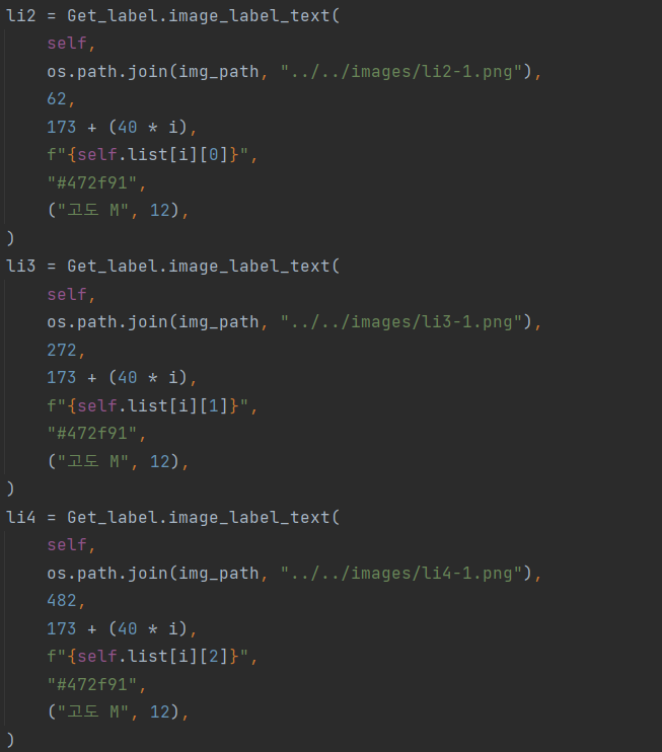 li2 = Get_label.image_label_text(
    self,
    os.path.join(img_path, "../../images/li2-1.png"),
    62,
    173 + (40 * i),
    f"{self.list[i][0]}",
    "#472f91",
    ("고도 M", 12),
)
li3 = Get_label.image_label_text(
    self,
    os.path.join(img_path, "../../images/li3-1.png"),
    272,
    173 + (40 * i),
    f"{self.list[i][1]}",
    "#472f91",
    ("고도 M", 12),
)
li4 = Get_label.image_label_text(
    self,
    os.path.join(img_path, "../../images/li4-1.png"),
    482,
    173 + (40 * i),
    f"{self.list[i][2]}",
    "#472f91",
    ("고도 M", 12),
)